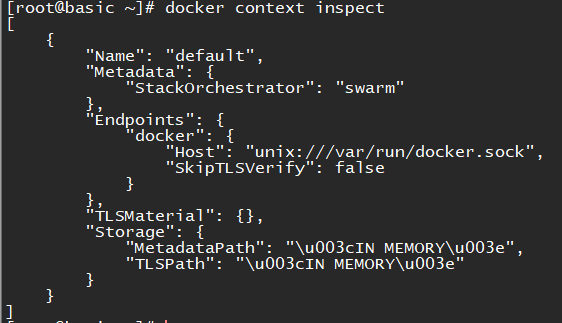 [root@basic ~]# docker context inspect
[
    {
        "Name": "default",
        "Metadata": {
            "StackOrchestrator": "swarm"
        },
        "Endpoints": {
            "docker": {
                "Host": "unix:///var/run/docker.sock",
                "SkipTLSVerify": false
            }
        },
        "TLSMaterial": {},
        "Storage": {
            "MetadataPath": "\u003cIN MEMORY\u003e",
            "TLSPath": "\u003cIN MEMORY\u003e"
        }
    }
]